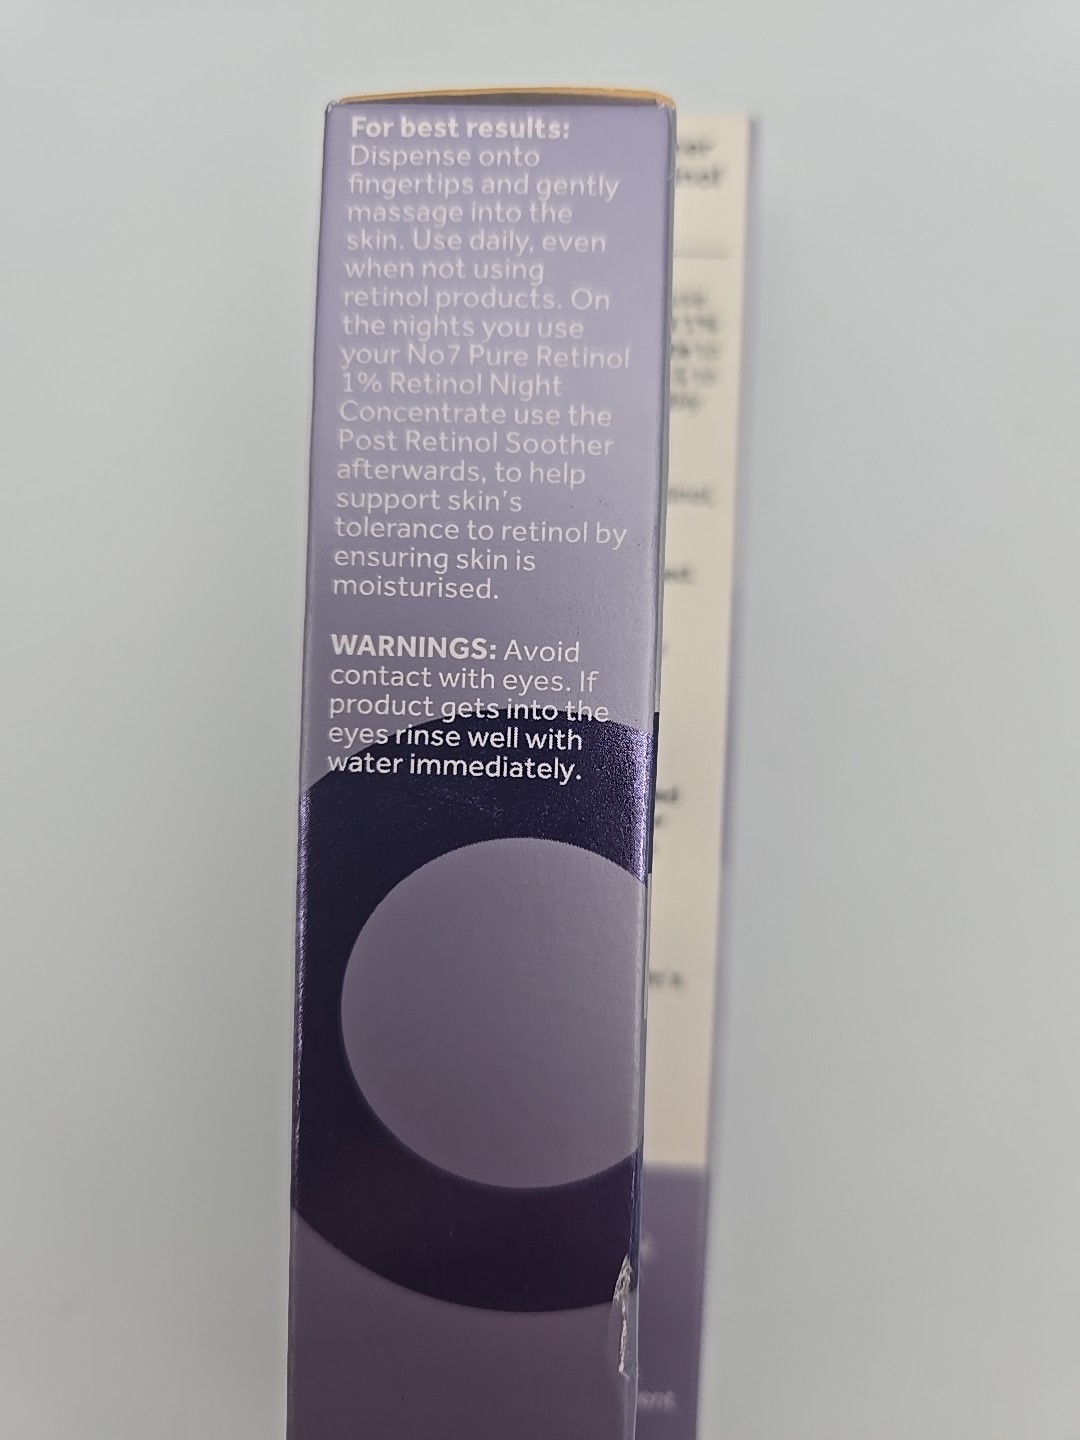 For best results:
Dispense onto
fingertips and gently
massage into the
skin. Use daily, even
when not using
retinol products. On
the nights you use
your No7 Pure Retinol
1% Retinol Night
Concentrate use the
Post Retinol Soother
afterwards, to help
support skin's
tolerance to retinol by
ensuring skin is
moisturised.
WARNINGS: Avoid
contact with eyes. If
product gets into the
eyes rinse well with
water immediately.